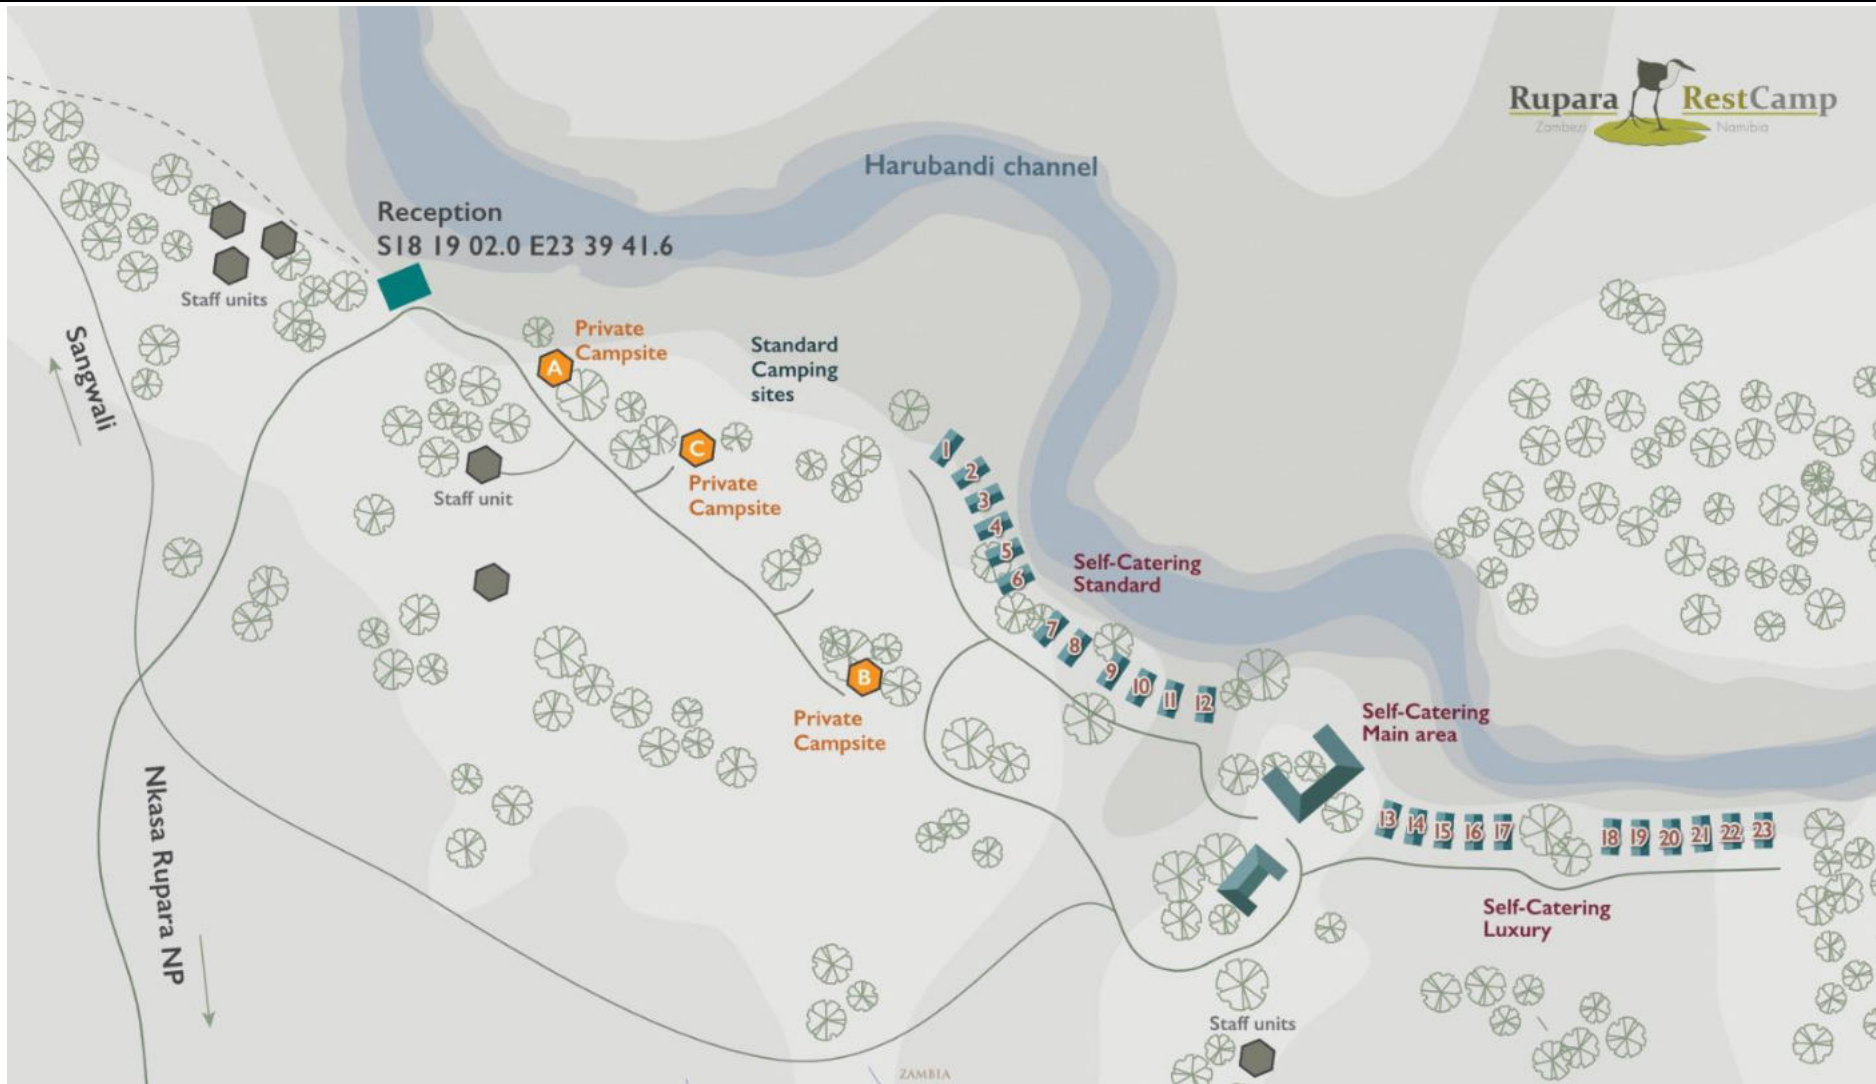 Rupara RestCamp
Zambezi Namibia
Harubandi channel
Reception
S18 19 02.0 E23 39 41.6
Staff units
Sangwali
A
Private
Campsite
Standard
Camping
sites
C
Private
Campsite
Staff unit
1
2
3
4
5
6
Self-Catering
Standard
7
8
9
10
11
12
B
Private
Campsite
Self-Catering
Main area
Nkasa Rupara NP
13 14 15 16 17
18 19 20 21 22 23
Self-Catering
Luxury
Staff units
ZAMBIA